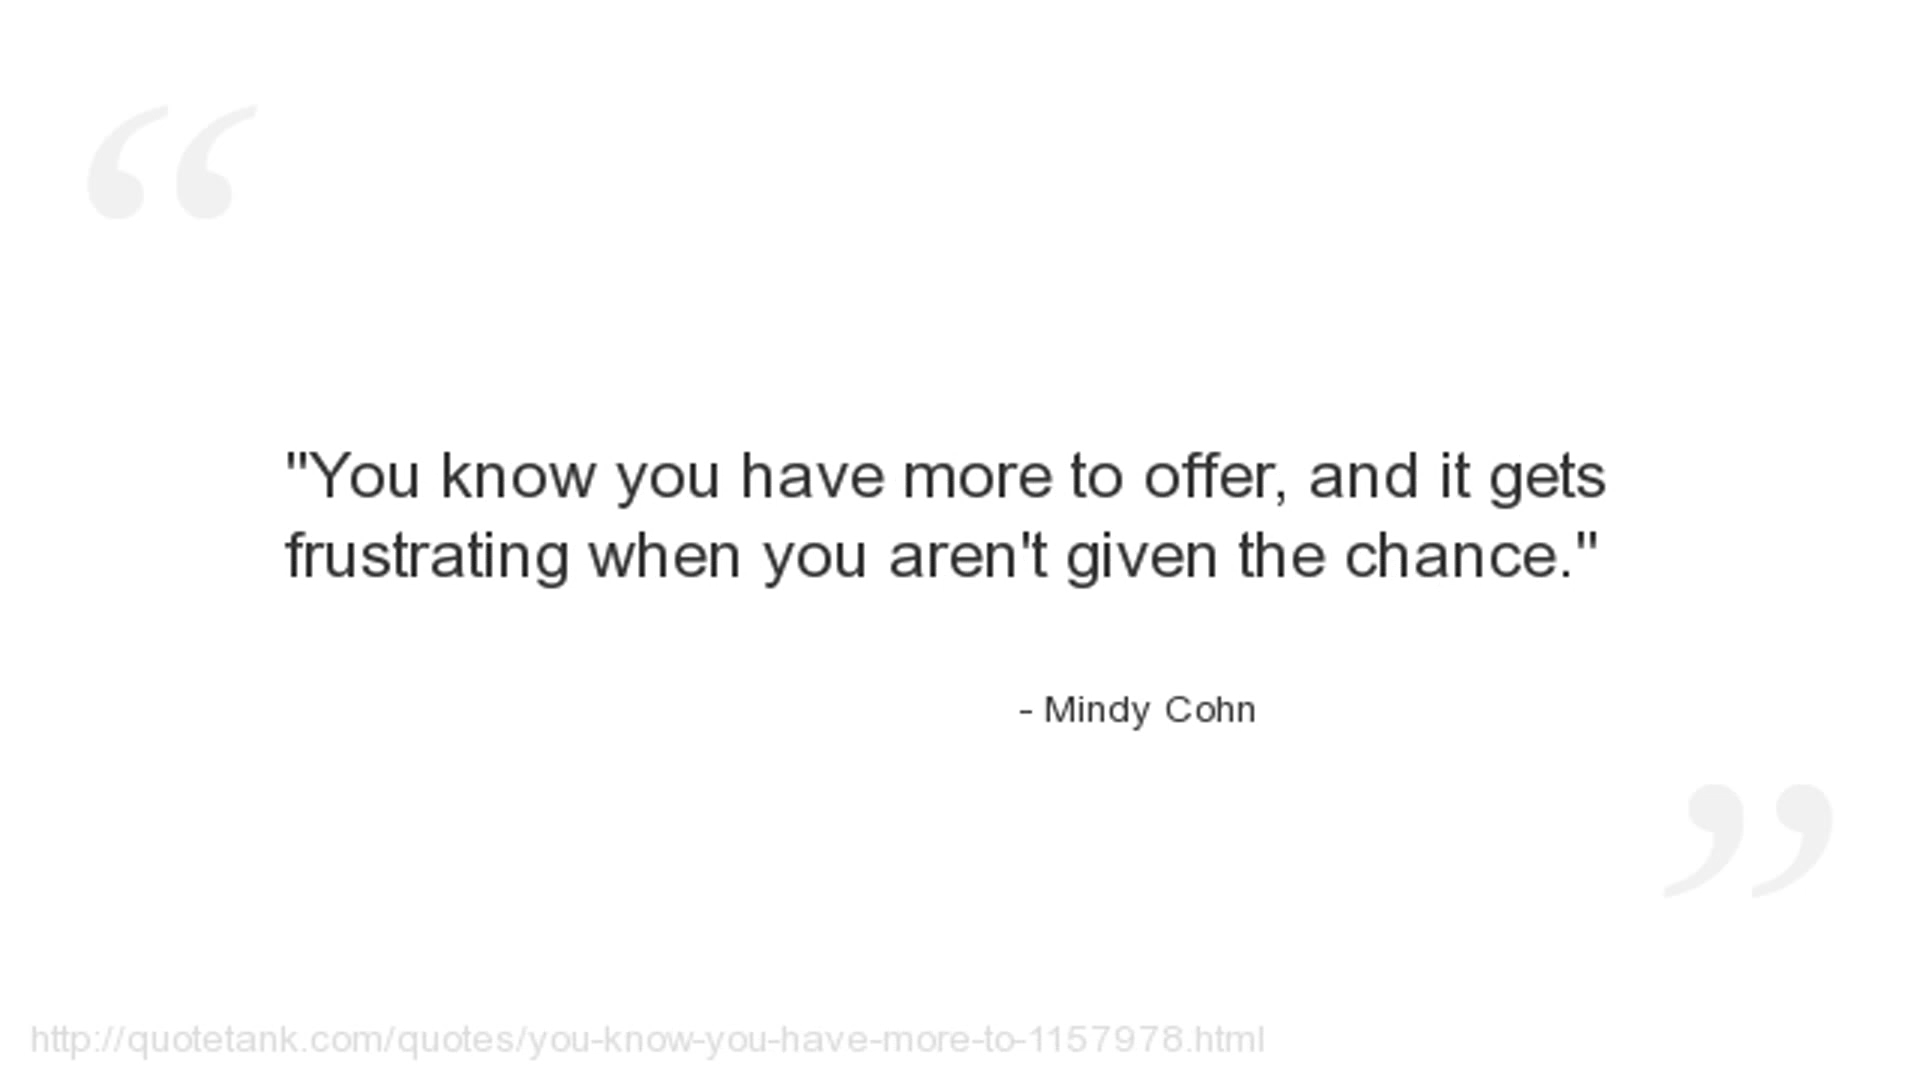 "You know you have more to offer, and it gets
frustrating when you aren't given the chance."
- Mindy Cohn
http://quotetank.com/quotes/you-know-you-have-more-to-1157978.html